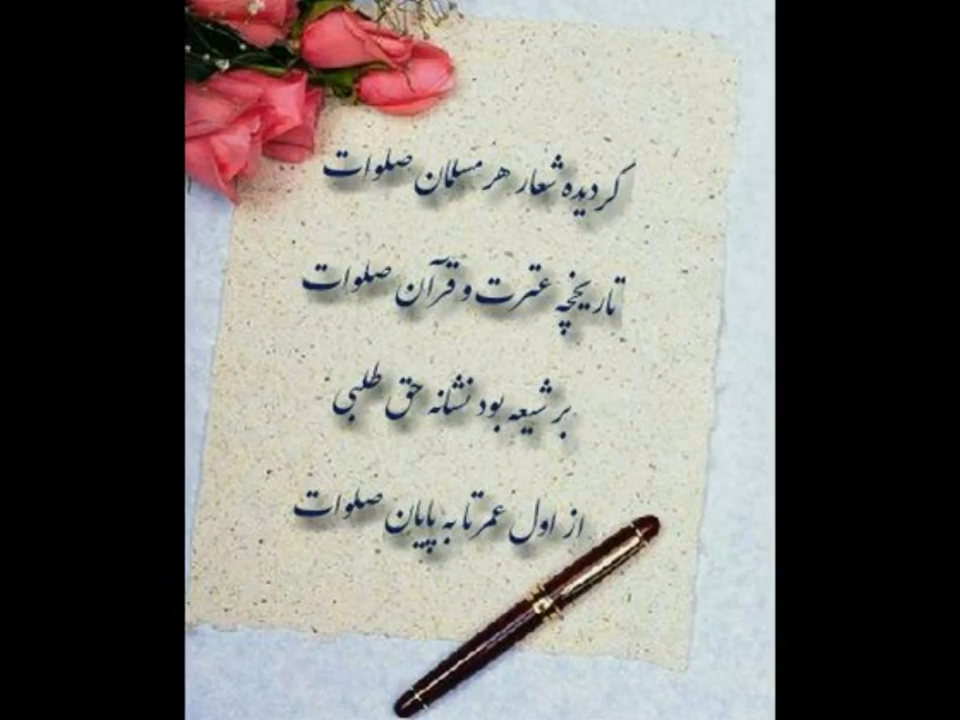 گردیده شعار هر مسلمان صلوات
تاریخچه عترت و قرآن صلوات
بر شیعه بود نشانه حق طلبی
از اول عمر تا به پایان صلوات